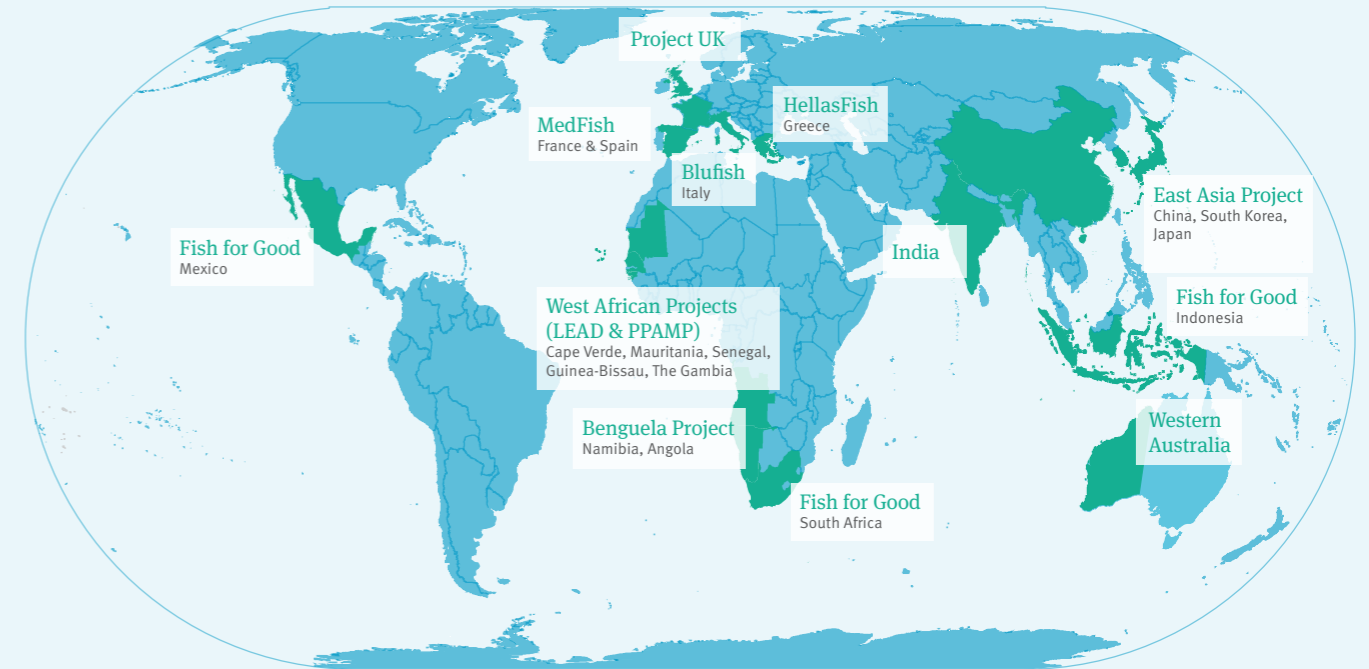 Project UK
HellasFish
Greece
MedFish
France & Spain
Blufish
Italy
East Asia Project
China, South Korea,
Japan
Fish for Good
Mexico
India
Fish for Good
Indonesia
West African Projects
(LEAD & PPAMP)
Cape Verde, Mauritania, Senegal,
Guinea-Bissau, The Gambia
Benguela Project
Namibia, Angola
Western
Australia
Fish for Good
South Africa